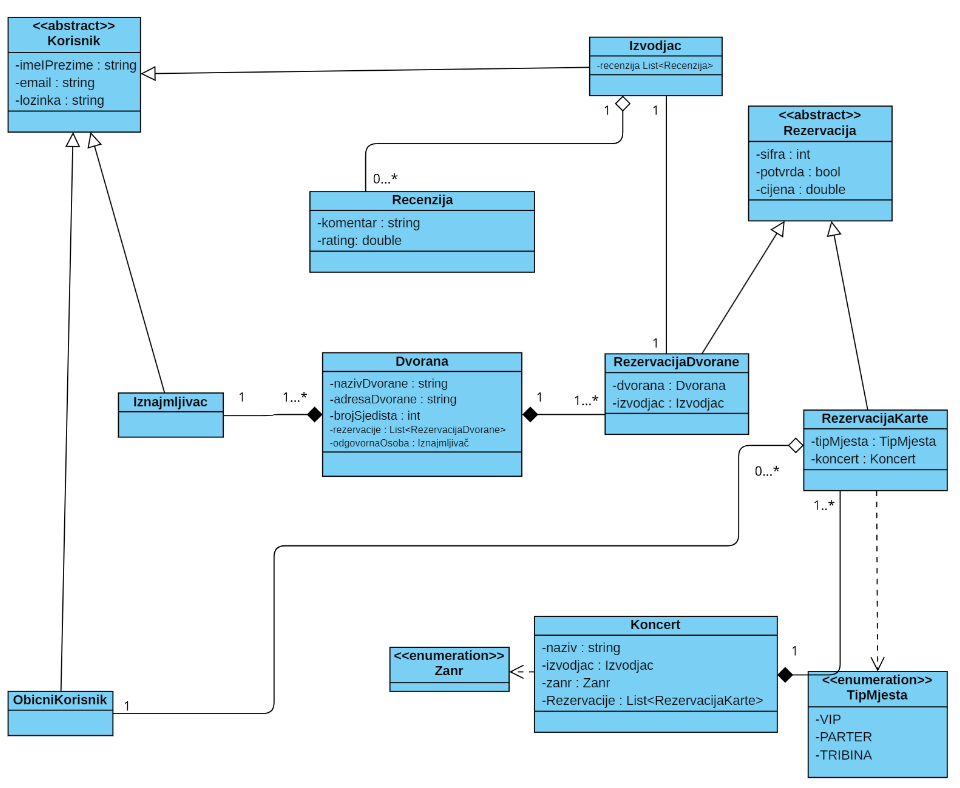 <<abstract>>
Korisnik
-imeIPrezime : string
-email : string
-lozinka : string
Izvodjac
-recenzija List<Recenzija>
1
1
<<abstract>>
Rezervacija
-sifra : int
-potvrda : bool
-cijena : double
0...*
Recenzija
-komentar : string
-rating: double
1
Iznajmljivac
1
1...*
Dvorana
-nazivDvorane : string
-adresaDvorane : string
-brojSjedista : int
-rezervacije : List<RezervacijaDvorane>
-odgovornaOsoba : Iznajmljivač
1
1...*
RezervacijaDvorane
-dvorana : Dvorana
-izvodjac : Izvodjac
RezervacijaKarte
-tipMjesta : TipMjesta
-koncert : Koncert
0...*
1..*
<<enumeration>>
Zanr
Koncert
-naziv : string
-izvodjac : Izvodjac
-zanr : Zanr
-Rezervacije : List<RezervacijaKarte>
1
<<enumeration>>
TipMjesta
-VIP
-PARTER
-TRIBINA
ObicniKorisnik
1